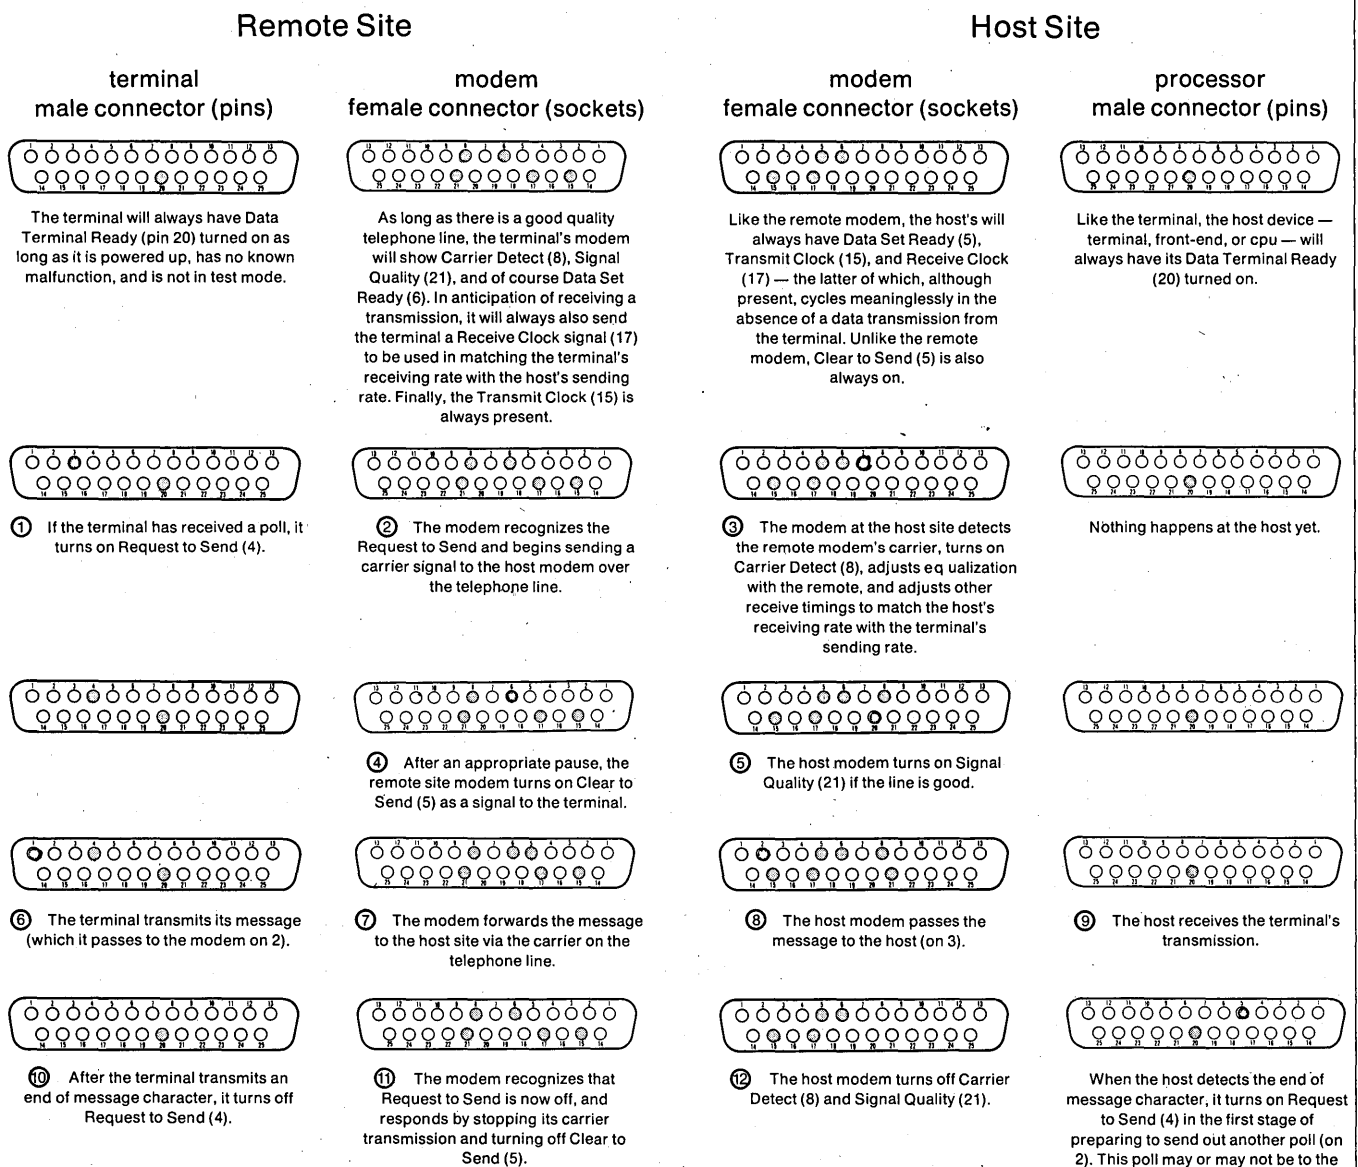 Remote Site
Host Site
terminal
male connector (pins)
modem
female connector (sockets)
modem
female connector (sockets)
processor
male connector (pins)
The terminal will always have Data
Terminal Ready (pin 20) turned on as
long as it is powered up, has no known
malfunction, and is not in test mode.
As long as there is a good quality
telephone line, the terminal's modem
will show Carrier Detect (8), Signal
Quality (21), and of course Data Set
Ready (6). In anticipation of receiving a
transmission, it will always also send
the terminal a Receive Clock signal (17)
to be used in matching the terminal's
receiving rate with the host's sending
rate. Finally, the Transmit Clock (15) is
always present.
Like the remote modem, the host's will
always have Data Set Ready (5),
Transmit Clock (15), and Receive Clock
(17) — the latter of which, although
present, cycles meaninglessly in the
absence of a data transmission from
the terminal. Unlike the remote
modem, Clear to Send (5) is also
always on.
Like the terminal, the host device —
terminal, front-end, or cpu — will
always have its Data Terminal Ready
(20) turned on.
① If the terminal has received a poll, it
turns on Request to Send (4).
② The modem recognizes the
Request to Send and begins sending a
carrier signal to the host modem over
the telephone line.
③ The modem at the host site detects
the remote modem's carrier, turns on
Carrier Detect (8), adjusts eq ualization
with the remote, and adjusts other
receive timings to match the host's
receiving rate with the terminal's
sending rate.
Nothing happens at the host yet.
④ After an appropriate pause, the
remote site modem turns on Clear to
Send (5) as a signal to the terminal.
⑤ The host modem turns on Signal
Quality (21) if the line is good.
⑥ The terminal transmits its message
(which it passes to the modem on 2).
⑦ The modem forwards the message
to the host site via the carrier on the
telephone line.
⑧ The host modem passes the
message to the host (on 3).
⑨ The host receives the terminal's
transmission.
⑩ After the terminal transmits an
end of message character, it turns off
Request to Send (4).
⑪ The modem recognizes that
Request to Send is now off, and
responds by stopping its carrier
transmission and turning off Clear to
Send (5).
⑫ The host modem turns off Carrier
Detect (8) and Signal Quality (21).
When the host detects the end of
message character, it turns on Request
to Send (4) in the first stage of
preparing to send out another poll (on
2). This poll may or may not be to the